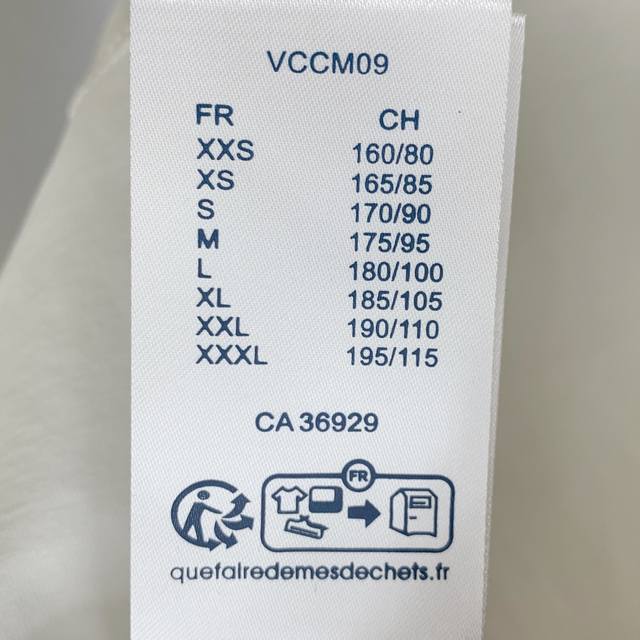 VCCM09
FR CH
XXS 160/80
XS 165/85
S 170/90
M 175/95
L 180/100
XL 185/105
XXL 190/110
XXXL 195/115
CA 36929
FR
quefairedemesdechets.fr